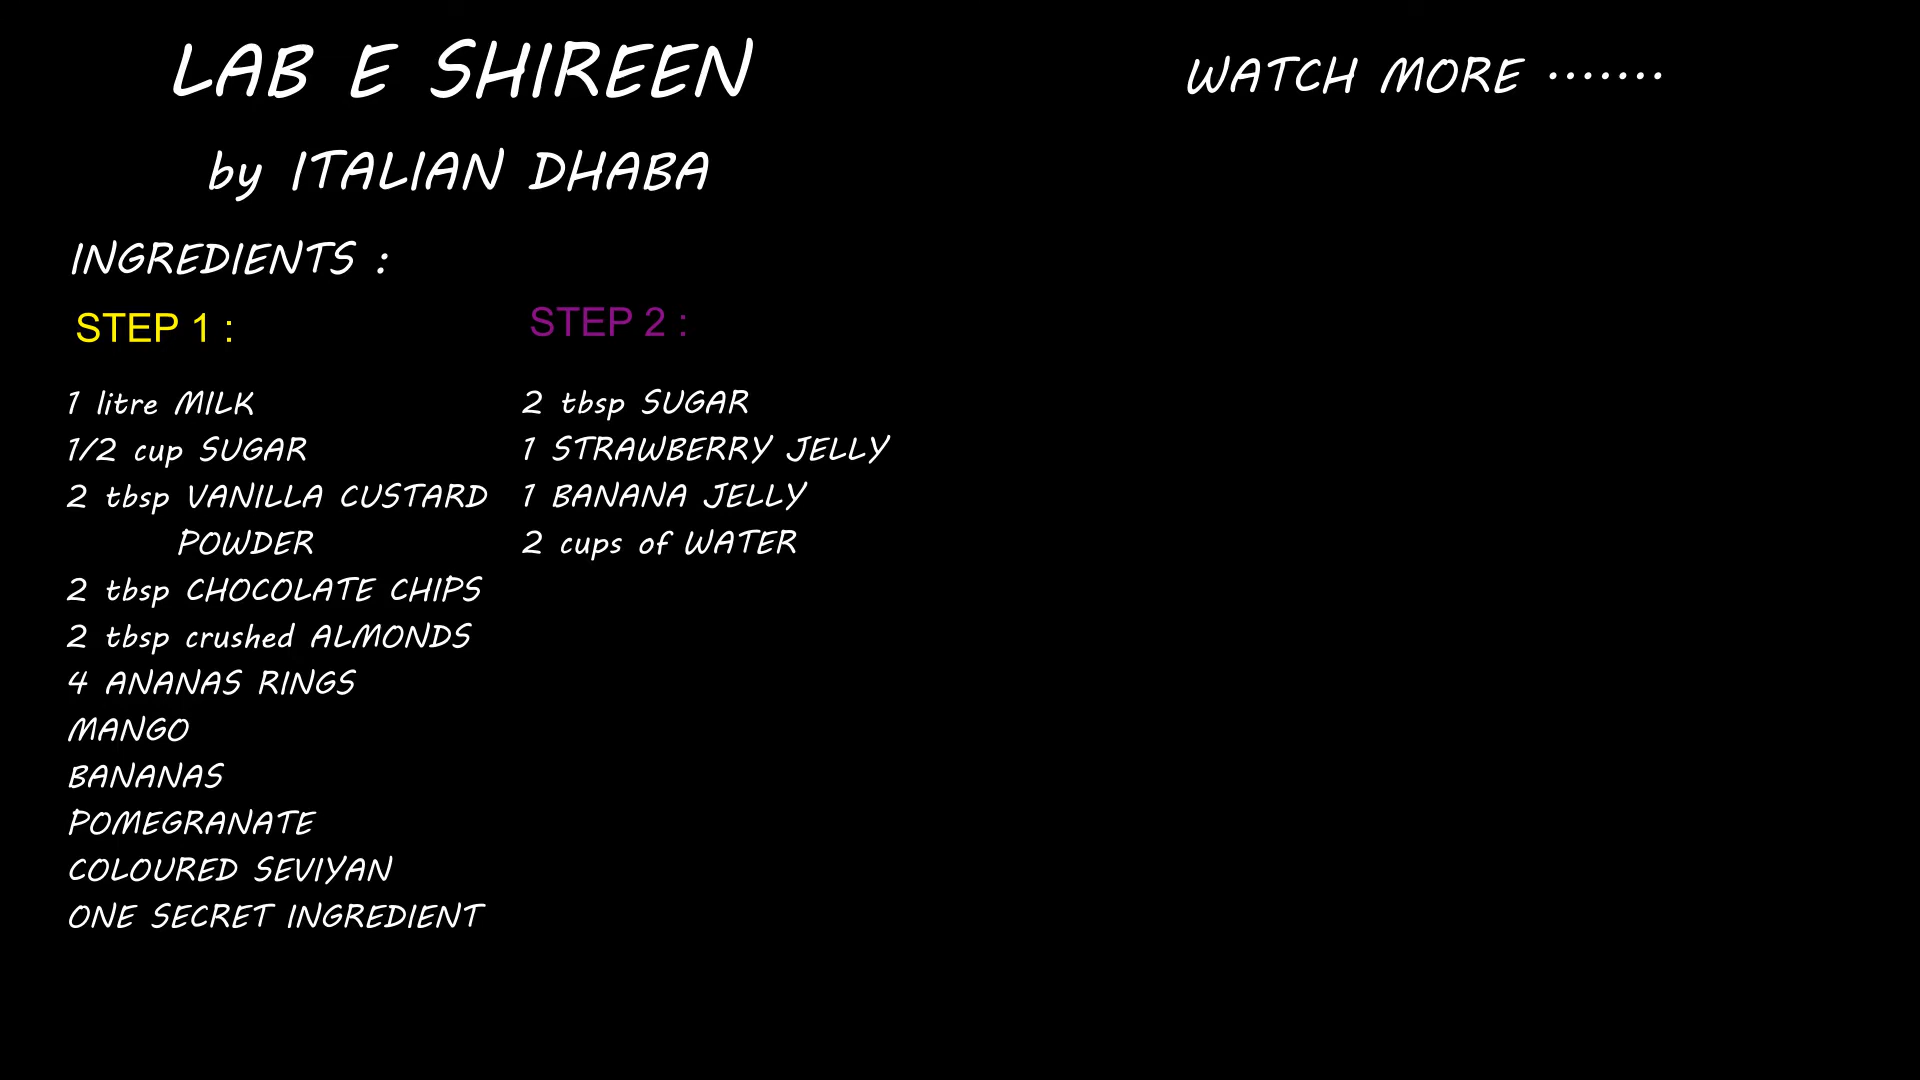 LAB E SHIREEN
by ITALIAN DHABA
INGREDIENTS :
STEP 1 :
1 litre MILK
1/2 cup SUGAR
2 tbsp VANILLA CUSTARD
POWDER
2 tbsp CHOCOLATE CHIPS
2 tbsp crushed ALMONDS
4 ANANAS RINGS
MANGO
BANANAS
POMEGRANATE
COLOURED SEVIYAN
ONE SECRET INGREDIENT
STEP 2 :
2 tbsp SUGAR
1 STRAWBERRY JELLY
1 BANANA JELLY
2 cups of WATER
WATCH MORE .......